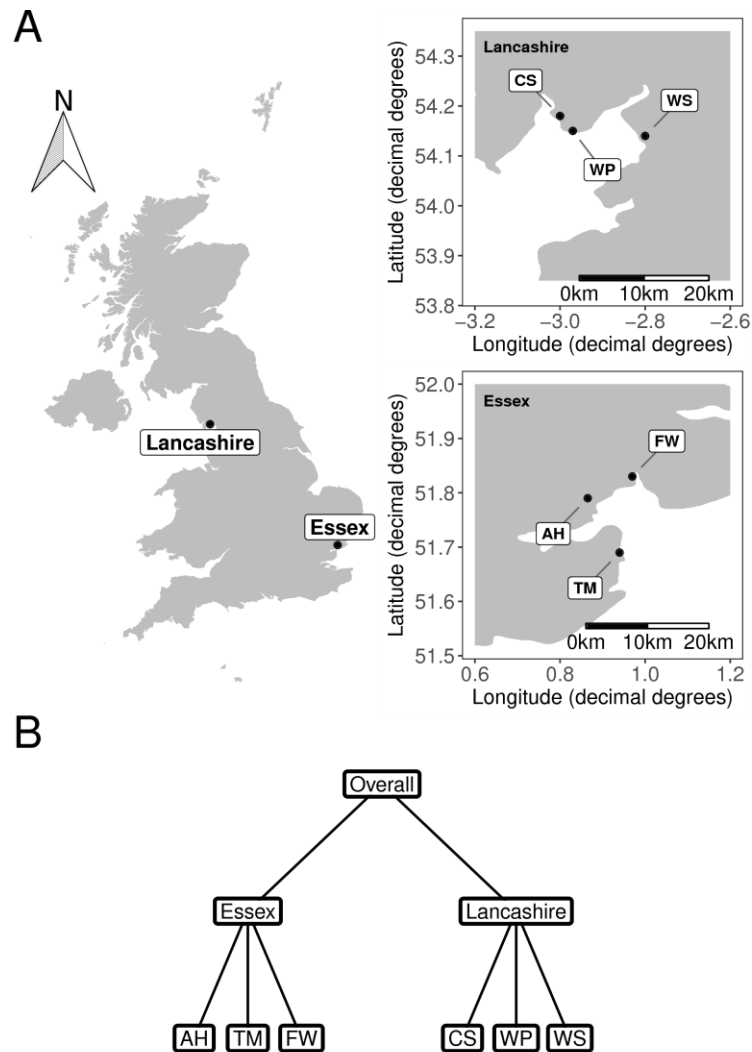 A
N
Lancashire
Essex
Lancashire
CS
WS
WP
0km 10km 20km
54.3
54.2
54.1
54.0
53.9
53.8
−3.2 −3.0 −2.8 −2.6
Latitude (decimal degrees)
Longitude (decimal degrees)
Essex
FW
AH
TM
0km 10km 20km
52.0
51.9
51.8
51.7
51.6
51.5
0.6 0.8 1.0 1.2
Latitude (decimal degrees)
Longitude (decimal degrees)
B
Overall
Essex Lancashire
AH TM FW CS WP WS